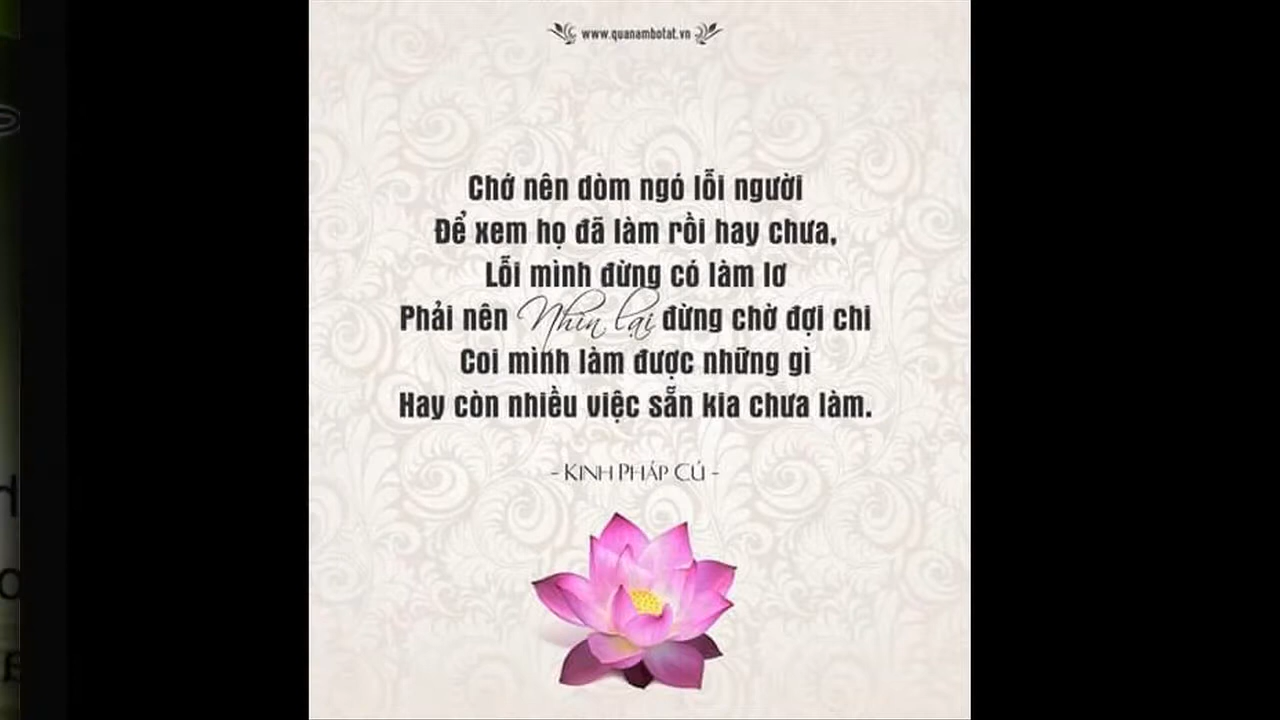 www.quanambotat.vn
Chớ nên dòm ngó lỗi người
Để xem họ đã làm rồi hay chưa,
Lỗi mình đừng có làm lơ
Phải nên Nhìn lại đừng chờ đợi chi
Coi mình làm được những gì
Hay còn nhiều việc sẵn kia chưa làm.
- KINH PHÁP CÚ -